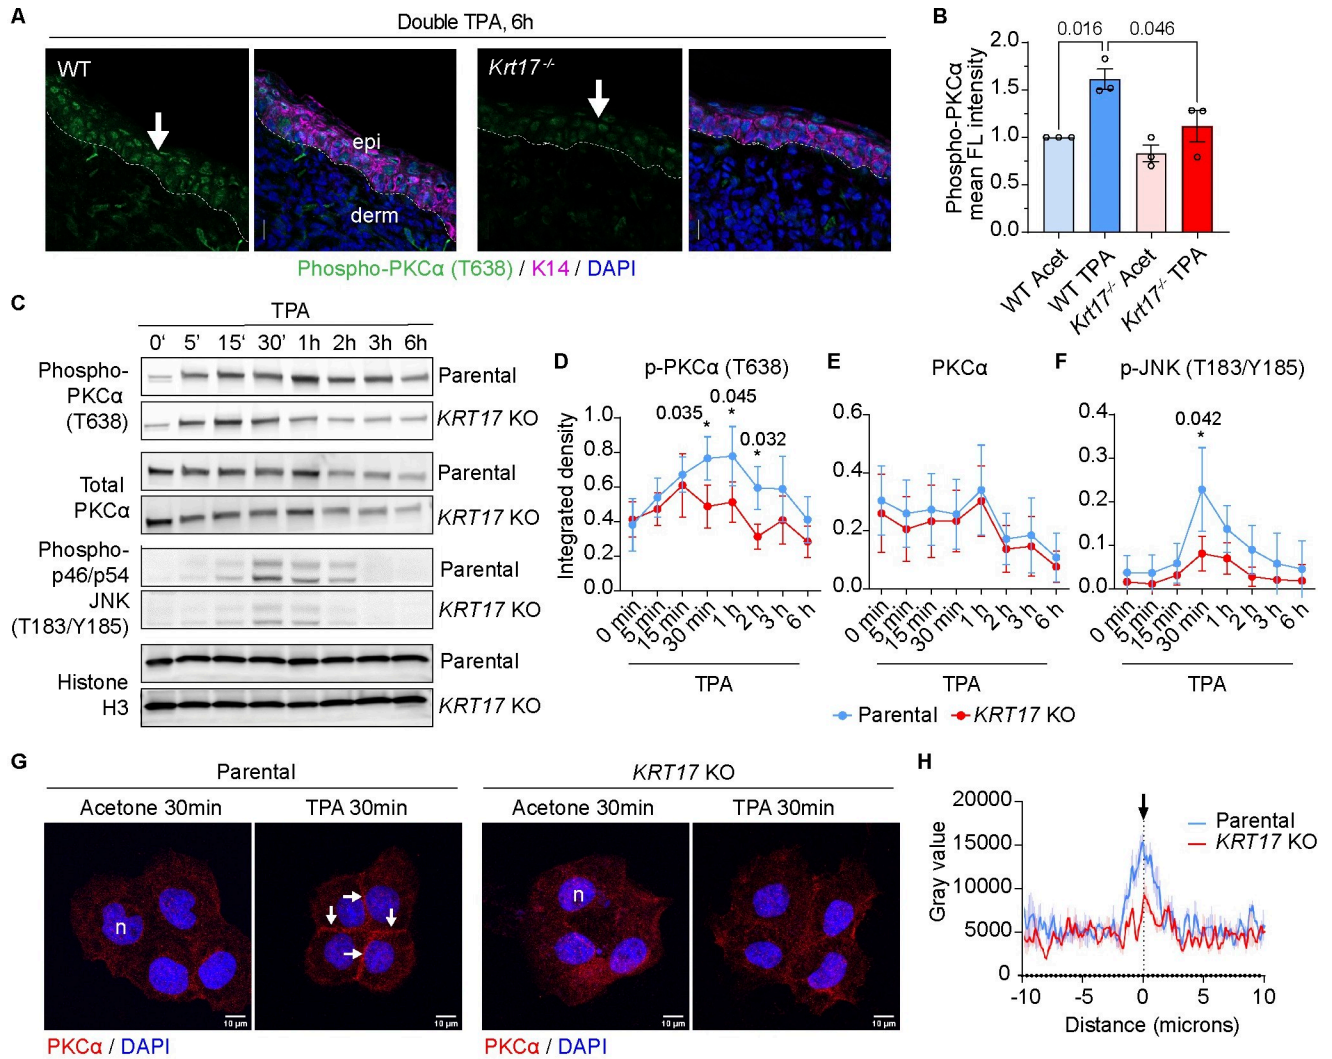 A
Double TPA, 6h
WT
epi
derm
Krt17-/-
Phospho-PKCα (T638) / K14 / DAPI
B
0.016
0.046
Phospho-PKCα
mean FL intensity
2.0
1.5
1.0
0.5
0.0
WT Acet
WT TPA
Krt17-/- Acet
Krt17-/- TPA
C
TPA
0‘ 5’ 15‘ 30’ 1h 2h 3h 6h
Phospho-
PKCα
(T638)
Parental
KRT17 KO
Total
PKCα
Parental
KRT17 KO
Phospho-
p46/p54
JNK
(T183/Y185)
Parental
KRT17 KO
Histone
H3
Parental
KRT17 KO
D
p-PKCα (T638)
Integrated density
1.0
0.8
0.6
0.4
0.2
0.0
0.035
*
0.045
*
0.032
*
0 min
15 min
15 min
30 min
1 h
2 h
3 h
6 h
TPA
E
PKCα
0.6
0.4
0.2
0.0
0 min
5 min
15 min
30 min
1 h
2 h
3 h
6 h
TPA
F
p-JNK (T183/Y185)
0.4
0.3
0.2
0.1
0.0
0.042
*
0 min
5 min
15 min
30 min
1 h
2 h
3 h
6 h
TPA
Parental KRT17 KO
G
Parental
Acetone 30min TPA 30min
n
10 µm
10 µm
PKCα / DAPI
KRT17 KO
Acetone 30min TPA 30min
n
10 µm
10 µm
PKCα / DAPI
H
Gray value
20000
15000
10000
5000
0
-10 -5 0 5 10
Distance (microns)
Parental
KRT17 KO